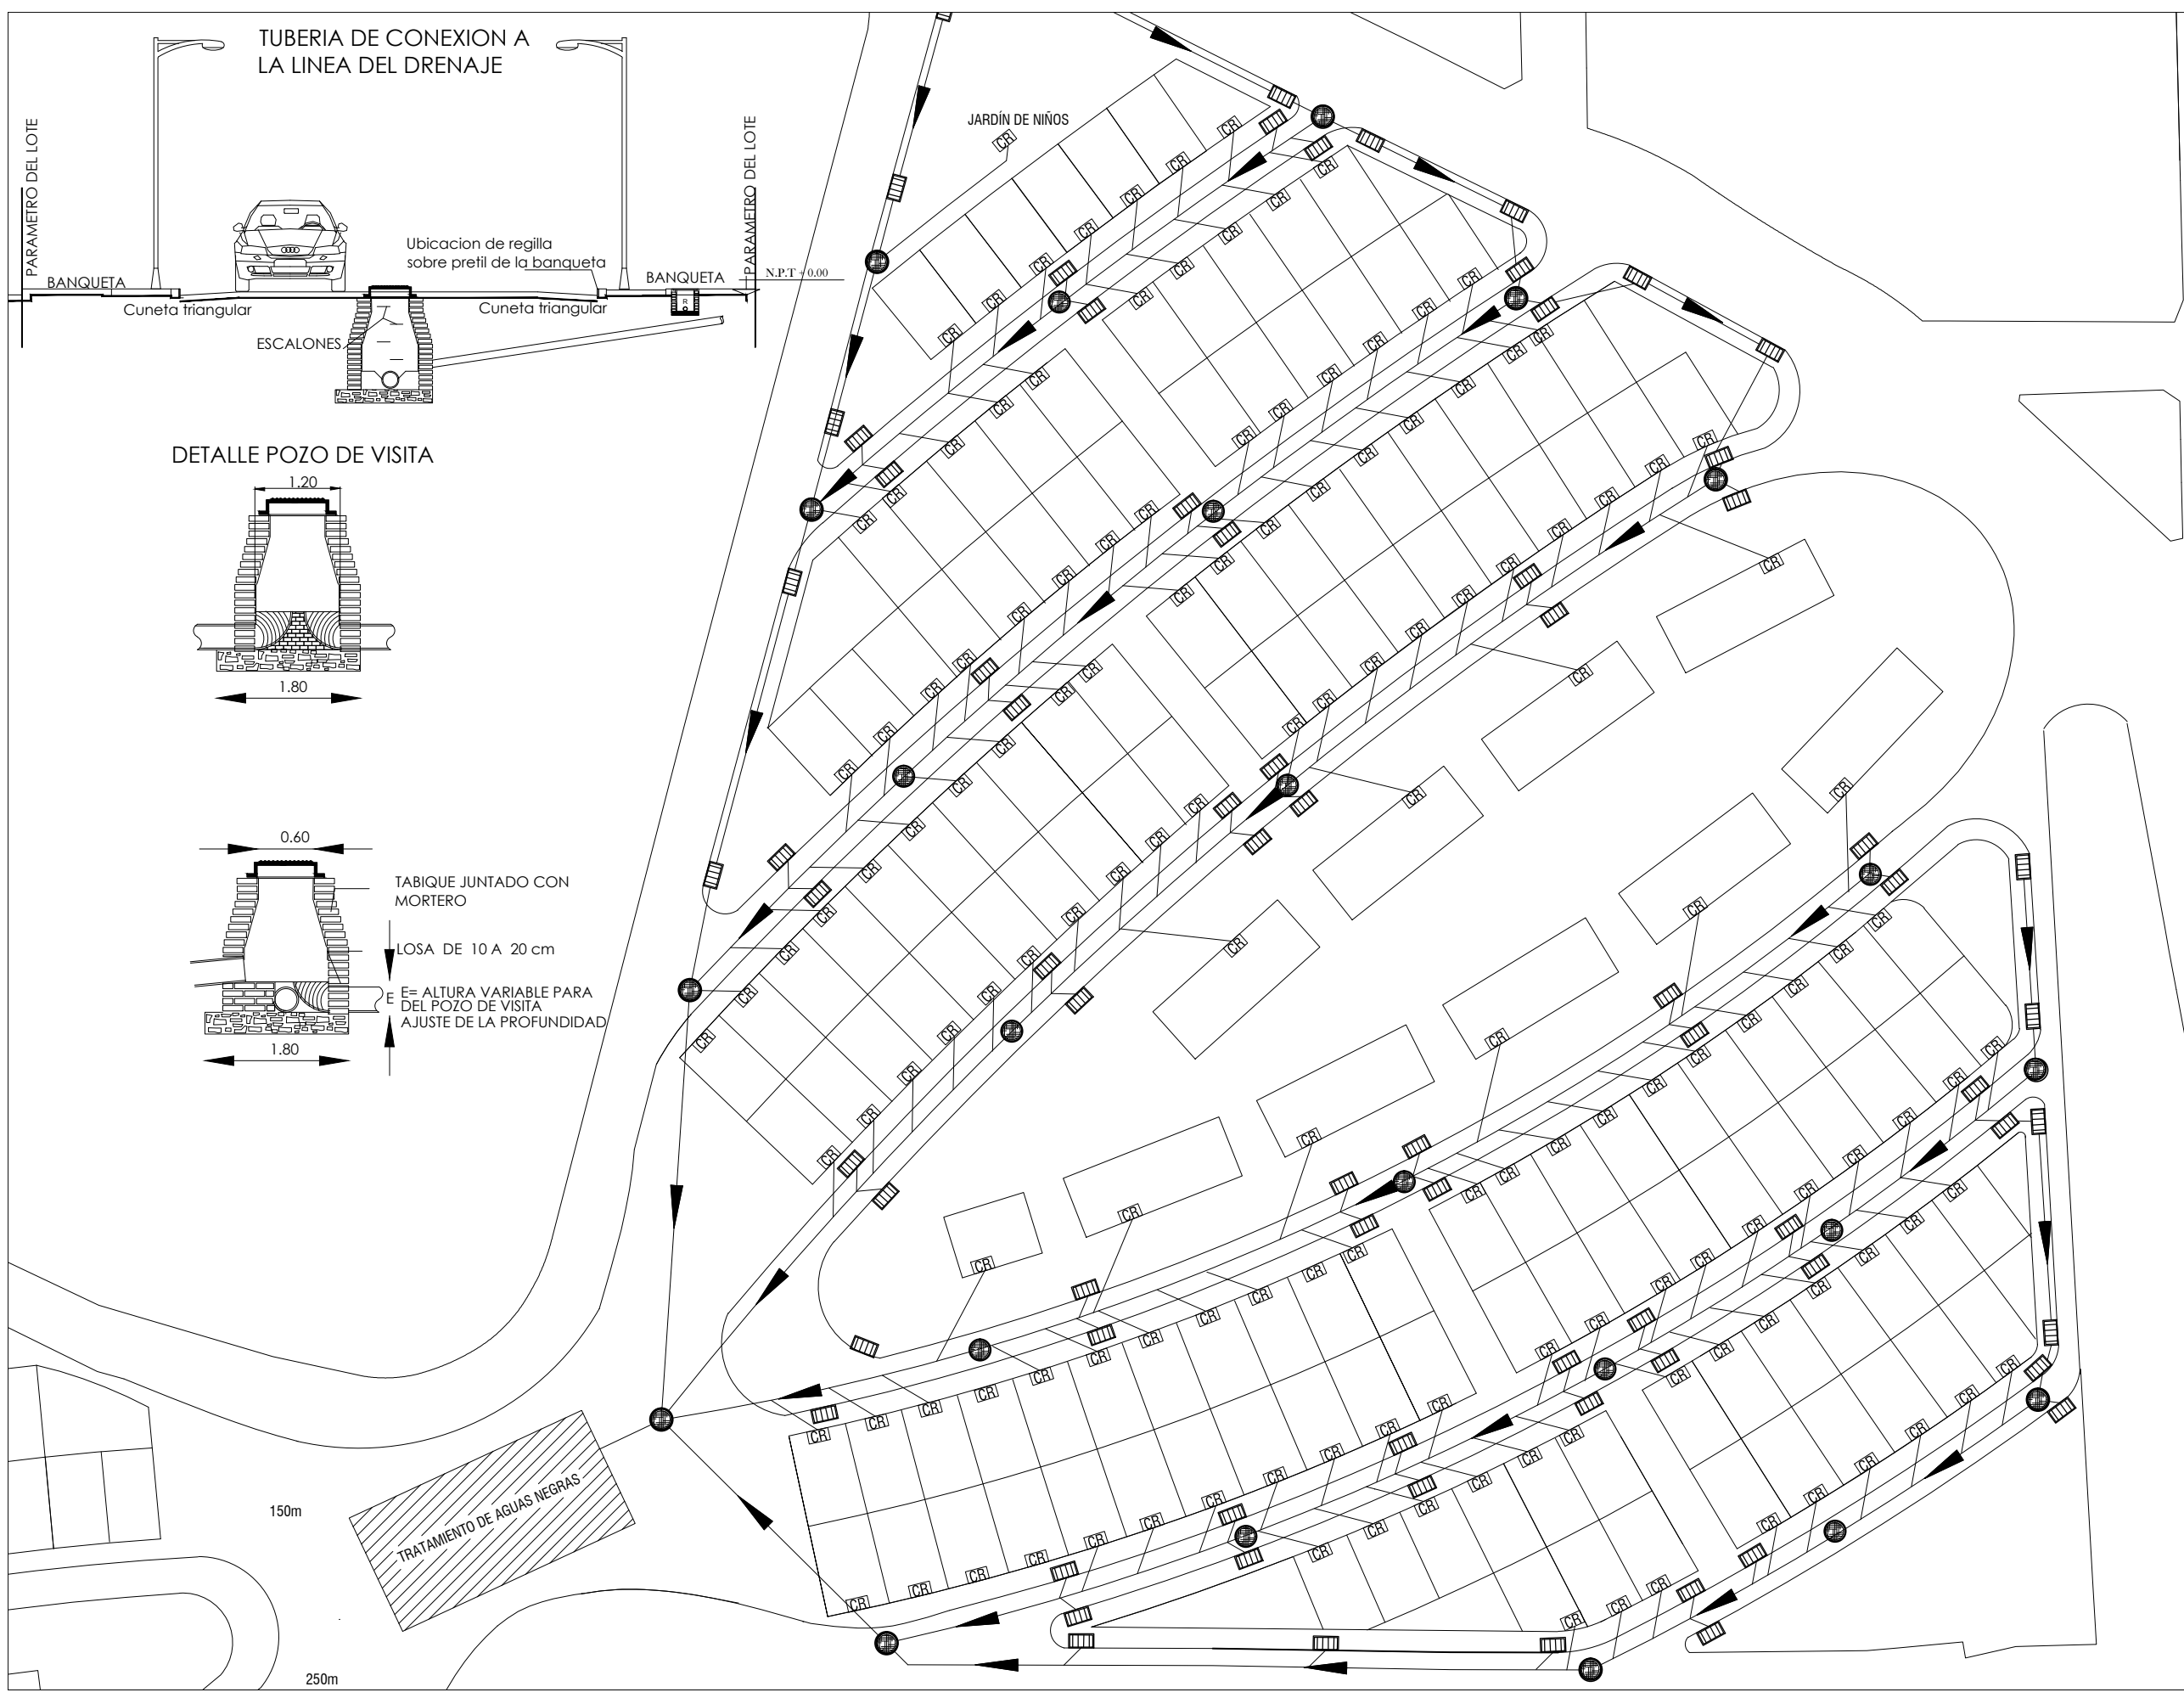 TUBERIA DE CONEXION A
LA LINEA DEL DRENAJE
PARAMETRO DEL LOTE
PARAMETRO DEL LOTE
Ubicacion de regilla
sobre pretil de la banqueta
BANQUETA
BANQUETA
N.P.T + 0.00
Cuneta triangular
Cuneta triangular
R
ESCALONES
DETALLE POZO DE VISITA
1.20
1.80
0.60
TABIQUE JUNTADO CON
MORTERO
LOSA DE 10 A 20 cm
E
E= ALTURA VARIABLE PARA
DEL POZO DE VISITA
AJUSTE DE LA PROFUNDIDAD
1.80
JARDÍN DE NIÑOS
CR
TRATAMIENTO DE AGUAS NEGRAS
150m
250m